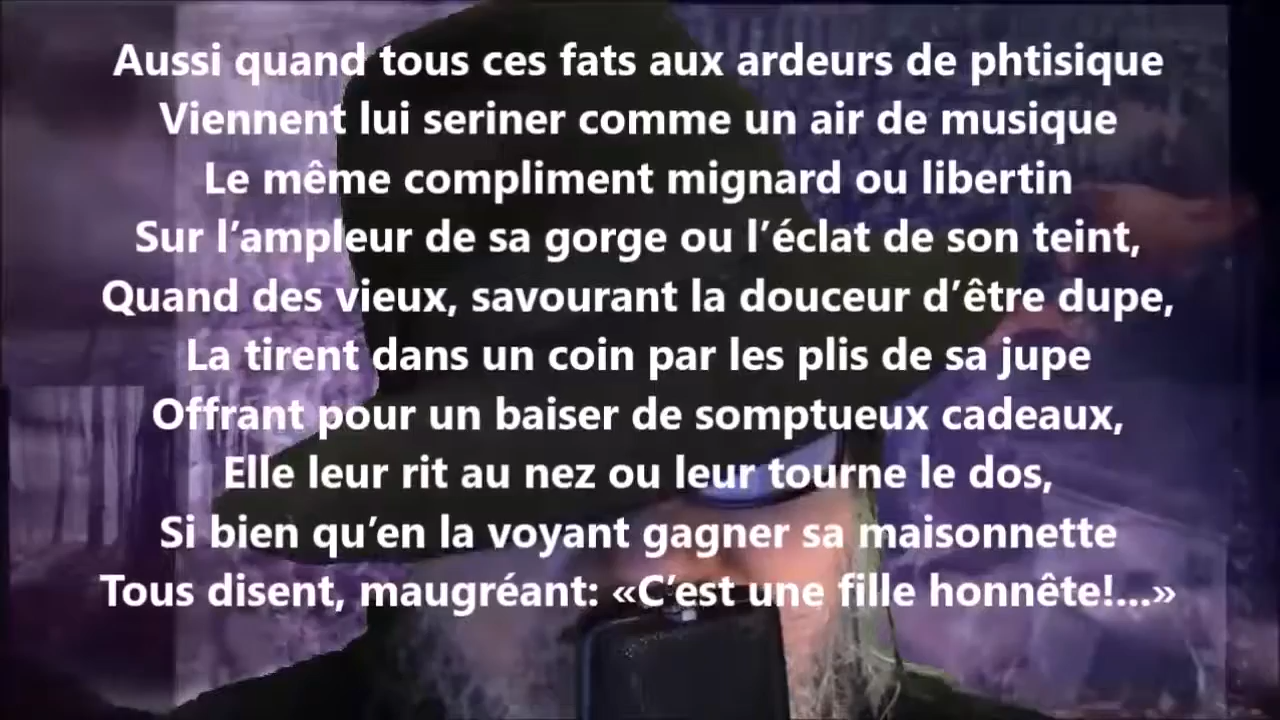 Aussi quand tous ces fats aux ardeurs de phtisique
Viennent lui seriner comme un air de musique
Le même compliment mignard ou libertin
Sur l’ampleur de sa gorge ou l’éclat de son teint,
Quand des vieux, savourant la douceur d’être dupe,
La tirent dans un coin par les plis de sa jupe
Offrant pour un baiser de somptueux cadeaux,
Elle leur rit au nez ou leur tourne le dos,
Si bien qu’en la voyant gagner sa maisonnette
Tous disent, maugréant: «C’est une fille honnête!...»